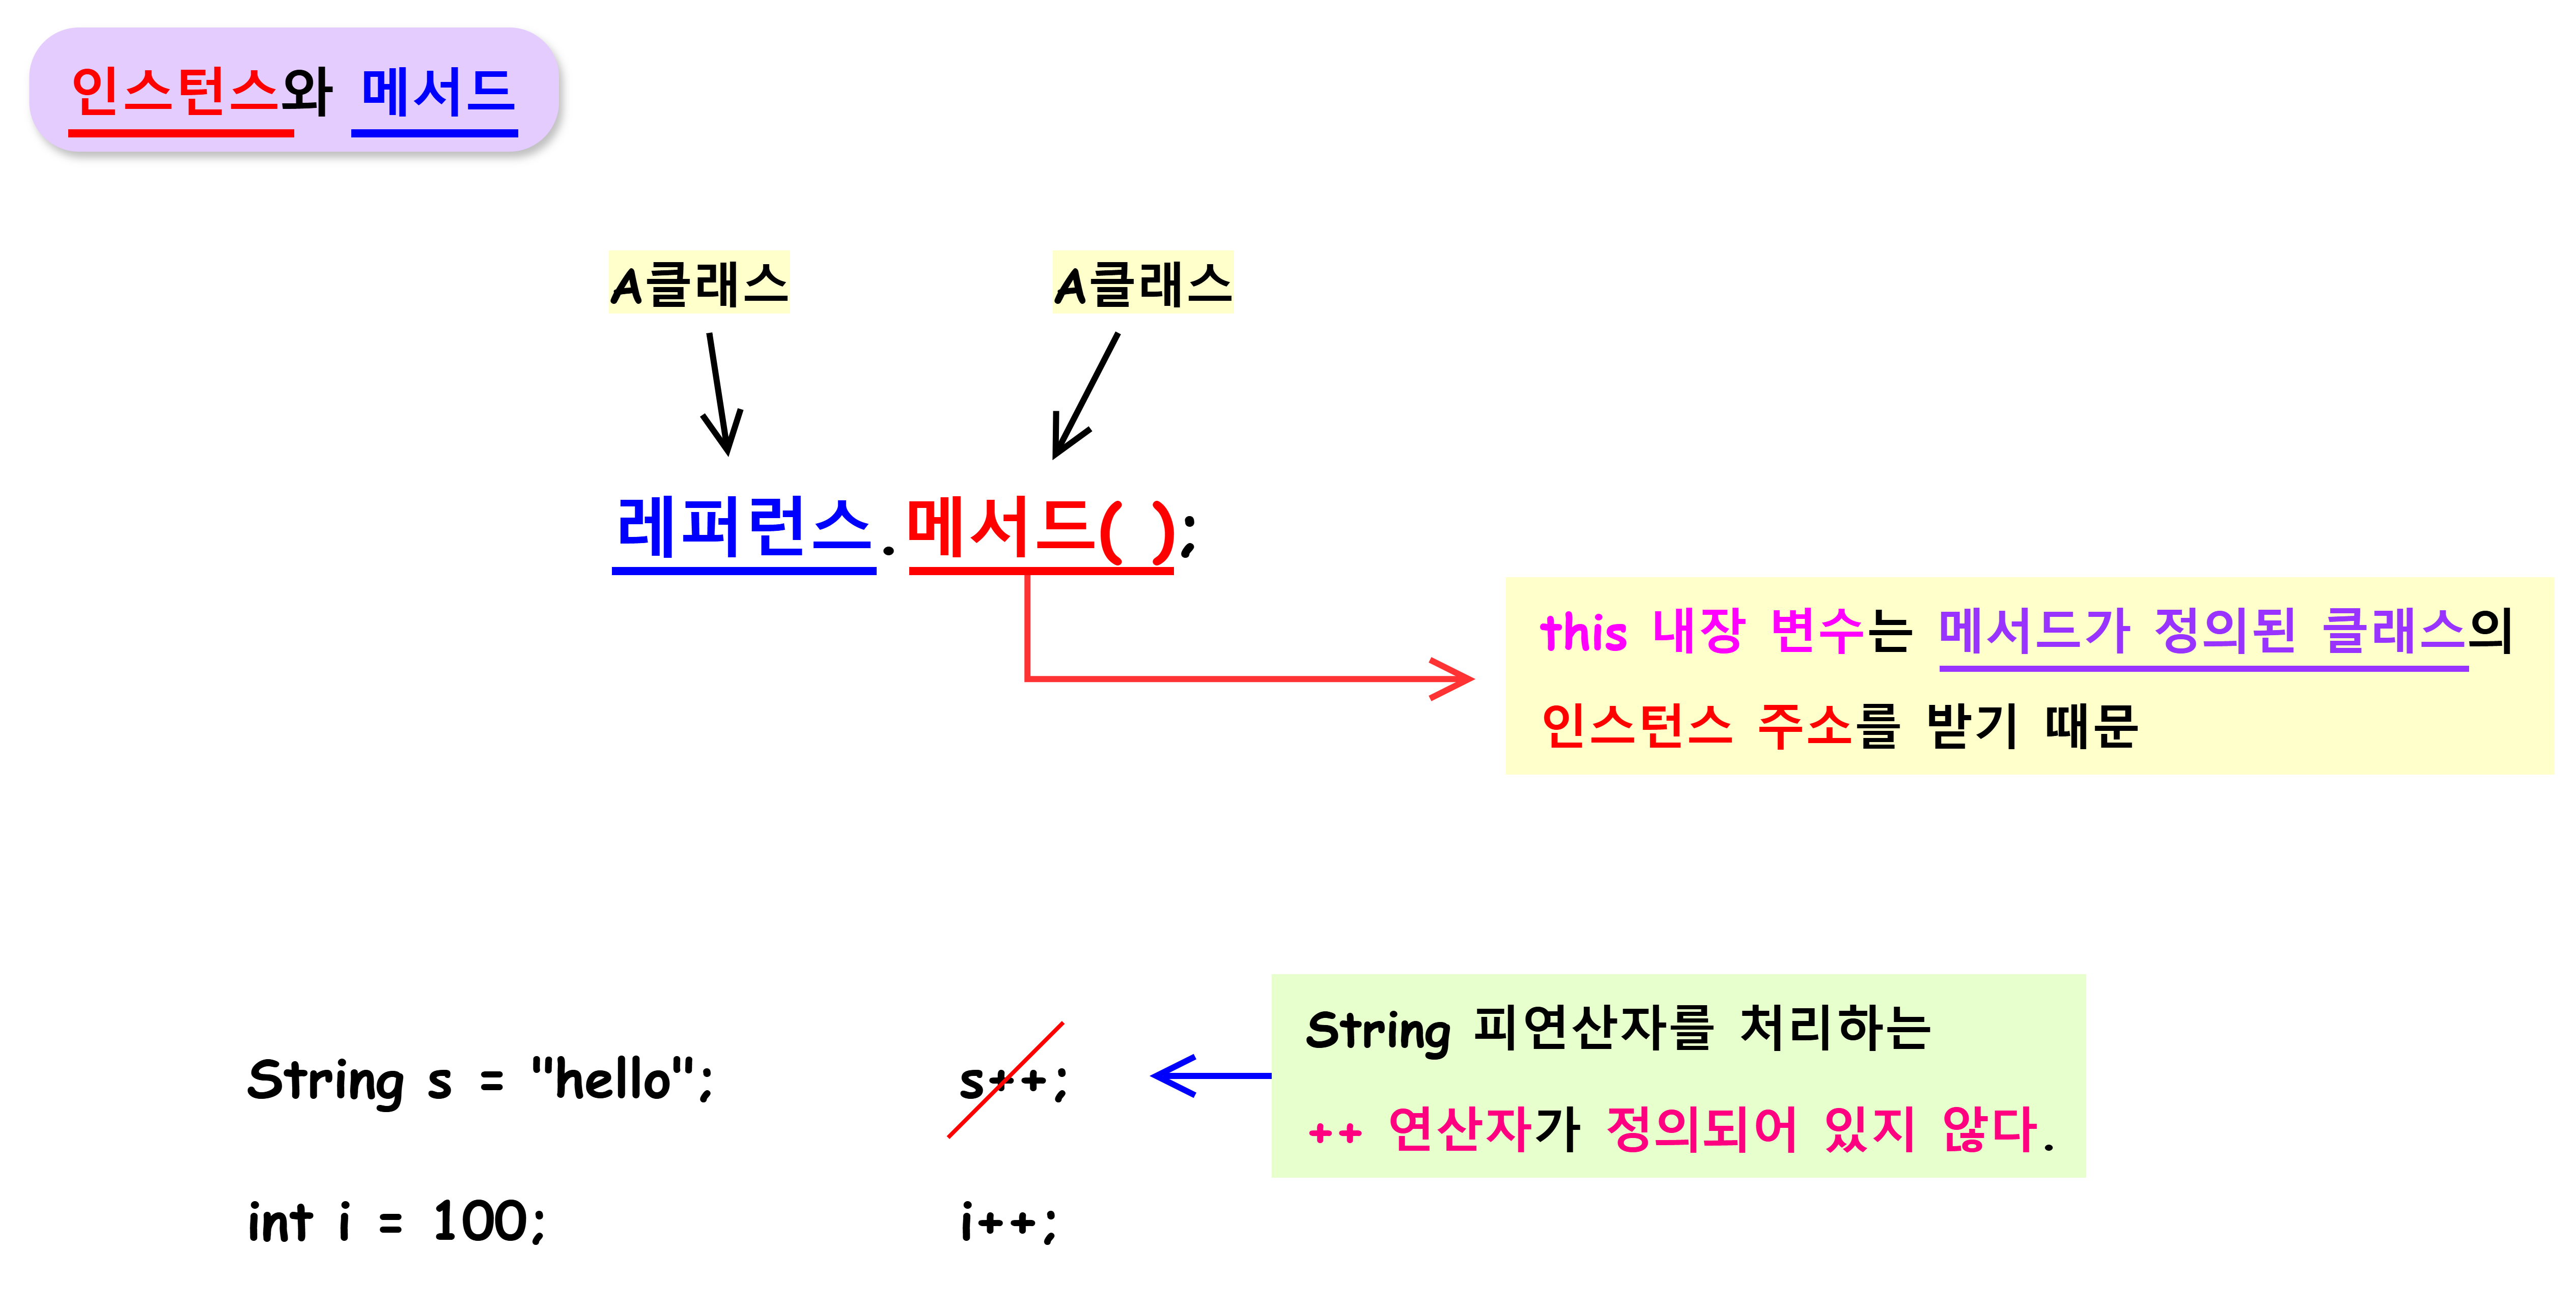 인스턴스와 메서드
A클래스 A클래스
레퍼런스.메서드( );
this 내장 변수는 메서드가 정의된 클래스의
인스턴스 주소를 받기 때문
String s = "hello"; s++;
String 피연산자를 처리하는
++ 연산자가 정의되어 있지 않다.
int i = 100; i++;